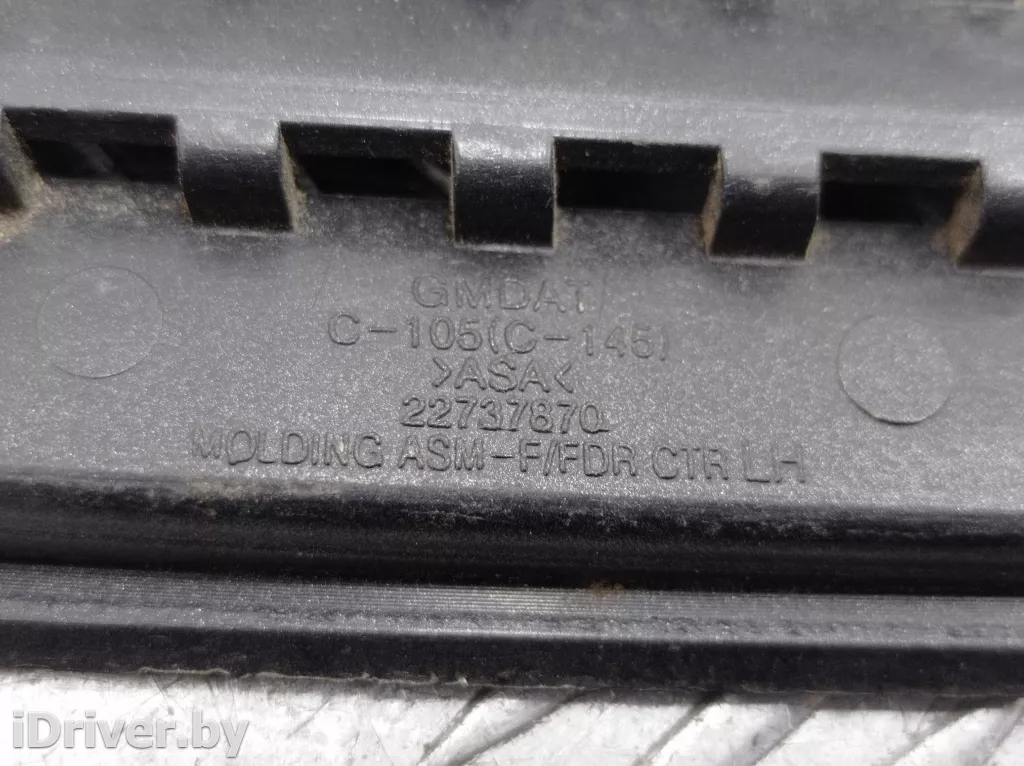 GMDAT
C-105(C-145)
>ASA<
22737870
MOLDING ASM-F/FDR CTR LH
iDriver.by